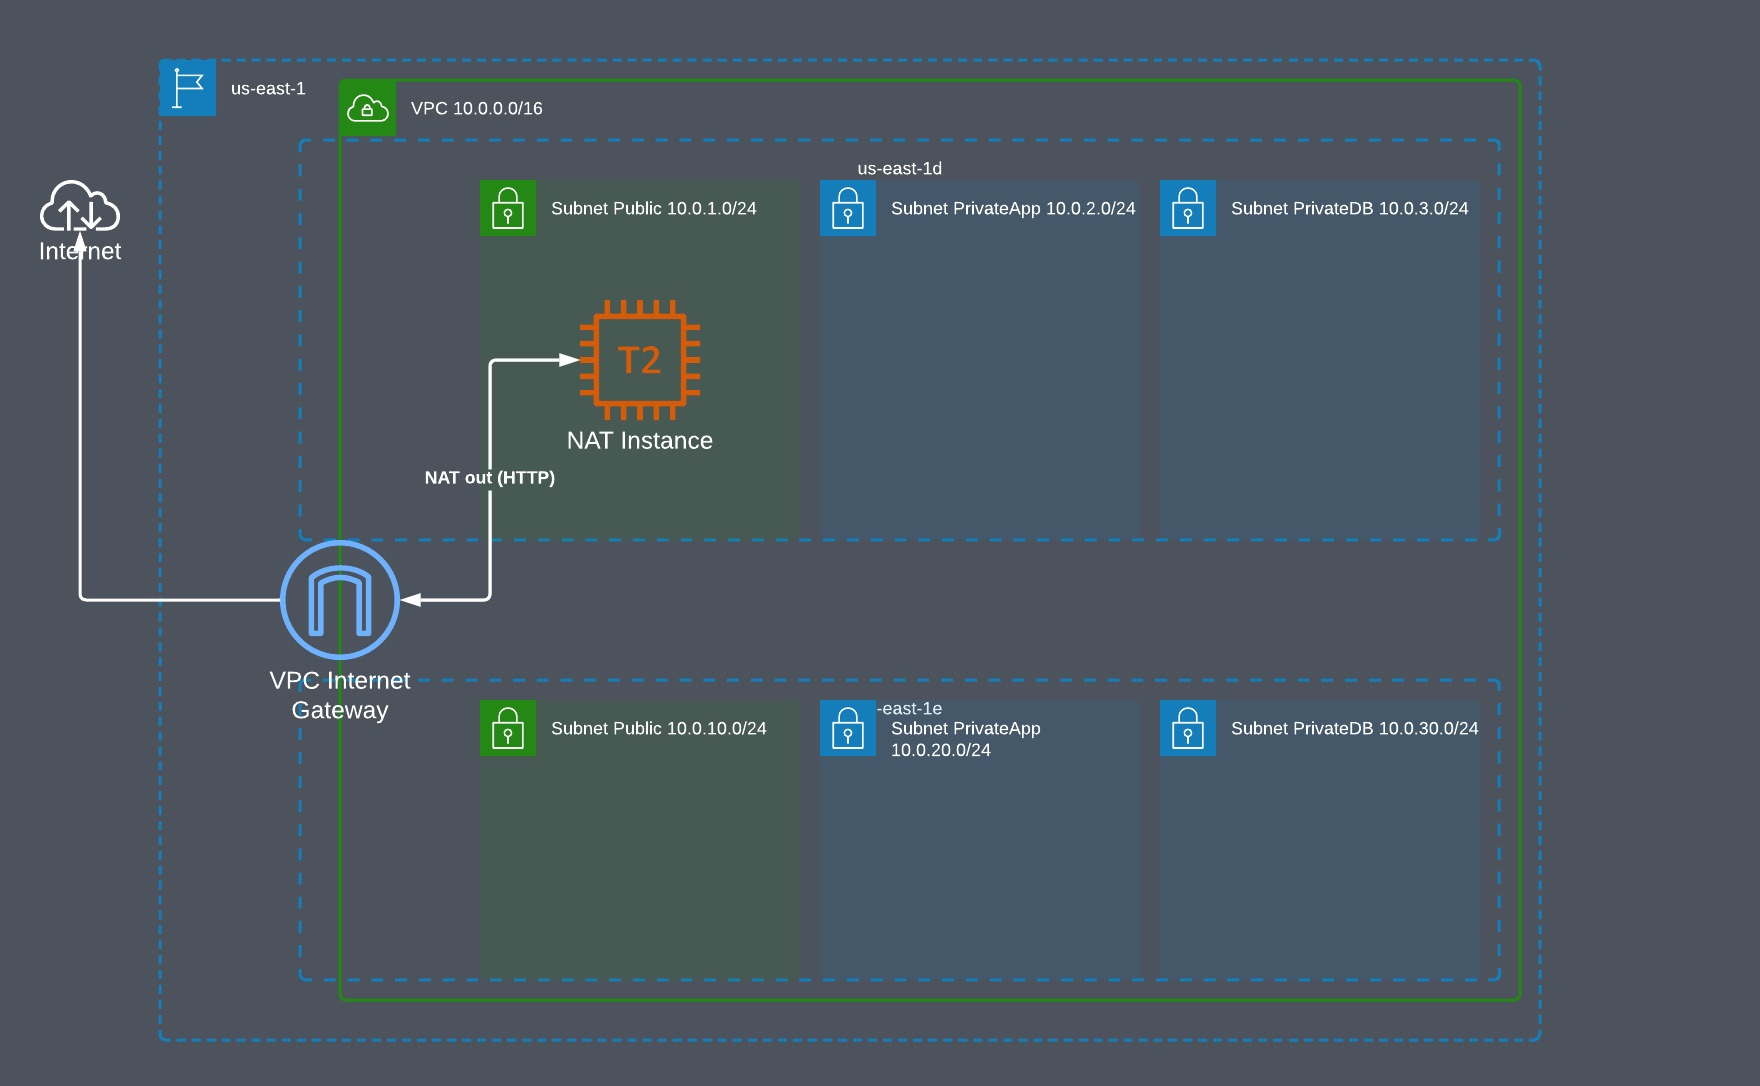 us-east-1
VPC 10.0.0.0/16
us-east-1d
Subnet Public 10.0.1.0/24
Subnet PrivateApp 10.0.2.0/24
Subnet PrivateDB 10.0.3.0/24
Internet
T2
NAT Instance
NAT out (HTTP)
VPC Internet
Gateway
-east-1e
Subnet Public 10.0.10.0/24
Subnet PrivateApp
10.0.20.0/24
Subnet PrivateDB 10.0.30.0/24